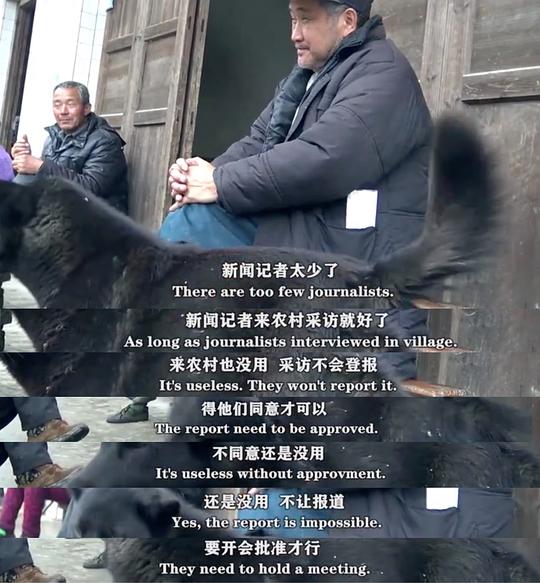 新闻记者太少了
There are too few journalists.
新闻记者来农村采访就好了
As long as journalists interviewed in village.
来农村也没用 采访不会登报
It's useless. They won't report it.
得他们同意才可以
The report need to be approved.
不同意还是没用
It's useless without approvment.
还是没用 不让报道
Yes, the report is impossible.
要开会批准才行
They need to hold a meeting.